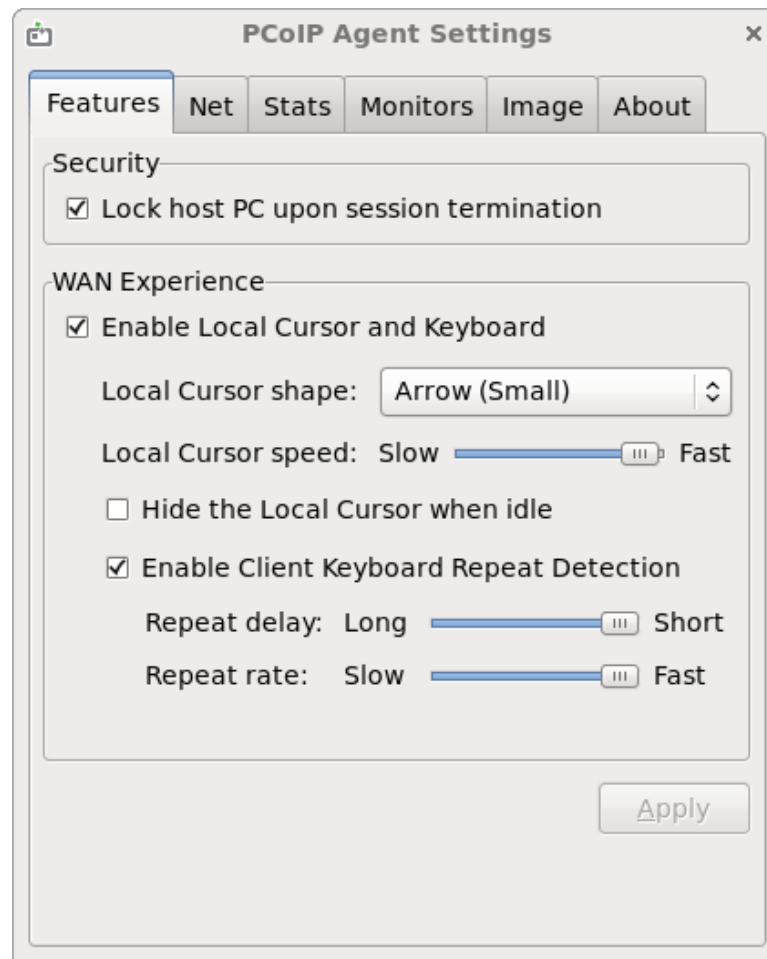 PCoIP Agent Settings
Features Net Stats Monitors Image About
Security
Lock host PC upon session termination
WAN Experience
Enable Local Cursor and Keyboard
Local Cursor shape: Arrow (Small)
Local Cursor speed: Slow Fast
Hide the Local Cursor when idle
Enable Client Keyboard Repeat Detection
Repeat delay: Long Short
Repeat rate: Slow Fast
Apply